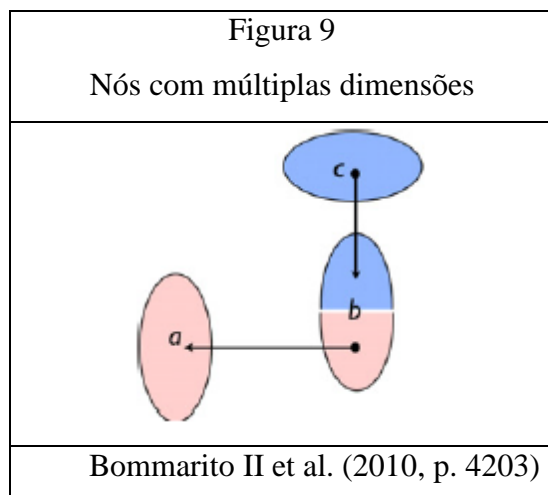 Figura 9
Nós com múltiplas dimensões
c
b
a
Bommarito II et al. (2010, p. 4203)